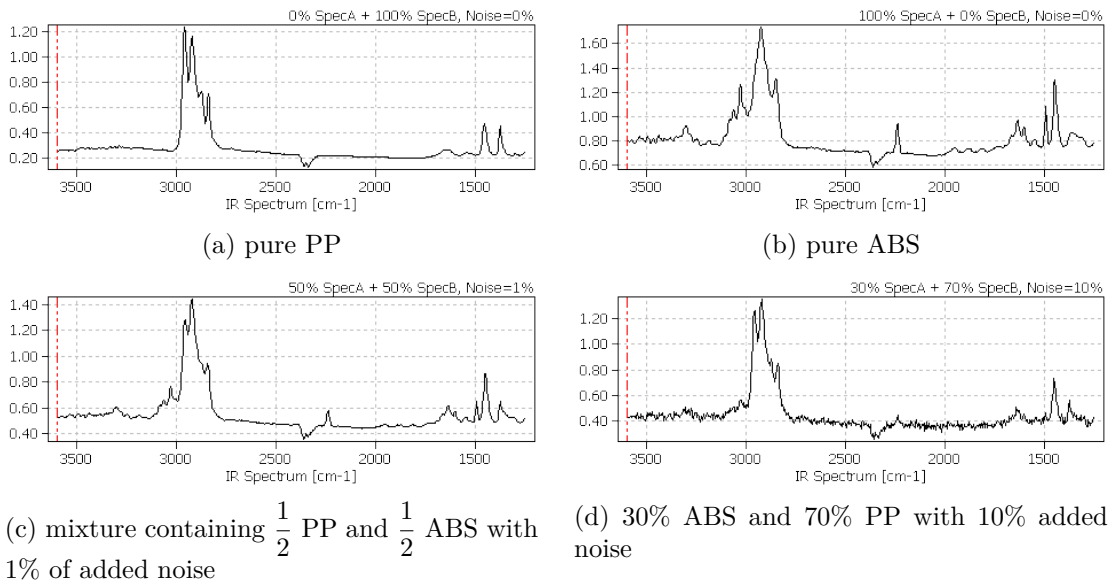 0% SpecA + 100% SpecB, Noise=0%
1.20
1.00
0.80
0.60
0.40
0.20
3500 3000 2500 2000 1500
IR Spectrum [cm-1]
(a) pure PP
100% SpecA + 0% SpecB, Noise=0%
1.60
1.40
1.20
1.00
0.80
0.60
3500 3000 2500 2000 1500
IR Spectrum [cm-1]
(b) pure ABS
50% SpecA + 50% SpecB, Noise=1%
1.40
1.20
1.00
0.80
0.60
0.40
3500 3000 2500 2000 1500
IR Spectrum [cm-1]
(c) mixture containing 1/2 PP and 1/2 ABS with
1% of added noise
30% SpecA + 70% SpecB, Noise=10%
1.20
1.00
0.80
0.60
0.40
3500 3000 2500 2000 1500
IR Spectrum [cm-1]
(d) 30% ABS and 70% PP with 10% added
noise